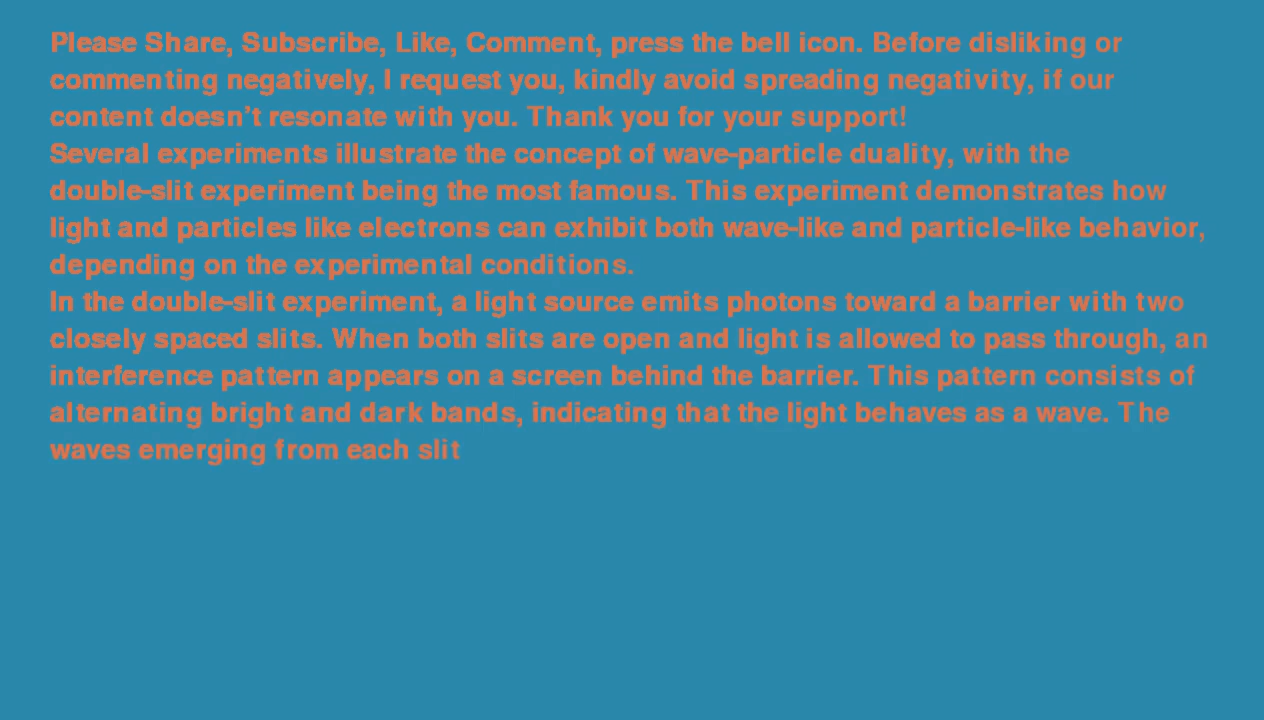 Please Share, Subscribe, Like, Comment, press the bell icon. Before disliking or
commenting negatively, I request you, kindly avoid spreading negativity, if our
content doesn’t resonate with you. Thank you for your support!
Several experiments illustrate the concept of wave-particle duality, with the
double-slit experiment being the most famous. This experiment demonstrates how
light and particles like electrons can exhibit both wave-like and particle-like behavior,
depending on the experimental conditions.
In the double-slit experiment, a light source emits photons toward a barrier with two
closely spaced slits. When both slits are open and light is allowed to pass through, an
interference pattern appears on a screen behind the barrier. This pattern consists of
alternating bright and dark bands, indicating that the light behaves as a wave. The
waves emerging from each slit